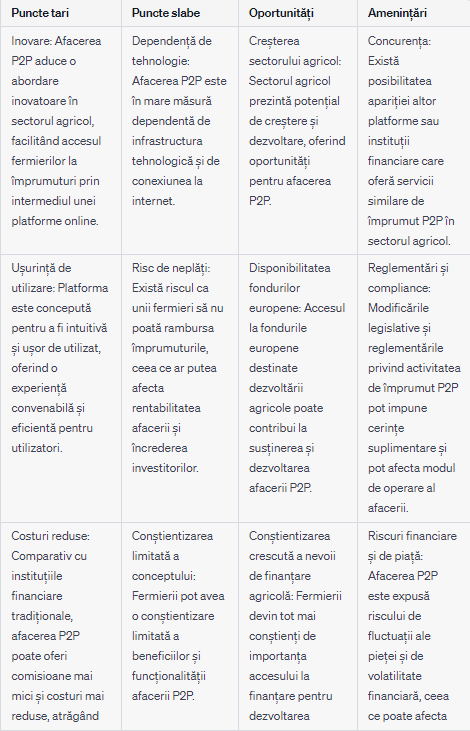 Puncte tari
Puncte slabe
Oportunități
Amenințări
Inovare: Afacerea
P2P aduce o
abordare
inovatoare în
sectorul agricol,
facilitând accesul
fermierilor la
împrumuturi prin
intermediul unei
platforme online.
Dependență de
tehnologie:
Afacerea P2P este
în mare măsură
dependentă de
infrastructura
tehnologică și de
conexiunea la
internet.
Creșterea
sectorului agricol:
Sectorul agricol
prezintă potențial
de creștere și
dezvoltare, oferind
oportunități
pentru afacerea
P2P.
Concurența:
Există
posibilitatea
apariției altor
platforme sau
instituții
financiare care
oferă servicii
similare de
împrumut P2P în
sectorul agricol.
Ușurință de
utilizare: Platforma
este concepută
pentru a fi intuitivă
și ușor de utilizat,
oferind o
experiență
convenabilă și
eficientă pentru
utilizatori.
Risc de neplăți:
Există riscul ca
unii fermieri să nu
poată rambursa
împrumuturile,
ceea ce ar putea
afecta
rentabilitatea
afacerii și
încrederea
investitorilor.
Disponibilitatea
fondurilor
europene: Accesul
la fondurile
europene
destinate
dezvoltării
agricole poate
contribui la
susținerea și
dezvoltarea
afacerii P2P.
Reglementări și
compliance:
Modificările
legislative și
reglementările
privind activitatea
de împrumut P2P
pot impune
cerințe
suplimentare și
pot afecta modul
de operare al
afacerii.
Costuri reduse:
Comparativ cu
instituțiile
financiare
tradiționale,
afacerea P2P
poate oferi
comisioane mai
mici și costuri mai
reduse, atrăgând
Conștientizarea
limitată a
conceptului:
Fermierii pot avea
o conștientizare
limitată a
beneficiilor și
funcționalității
afacerii P2P.
Conștientizarea
crescută a nevoii
de finanțare
agricolă: Fermierii
devin tot mai
conștienți de
importanța
accesului la
finanțare pentru
dezvoltarea
Riscuri financiare
și de piață:
Afacerea P2P
este expusă
riscului de
fluctuații ale
pieței și de
volatilitate
financiară, ceea
ce poate afecta